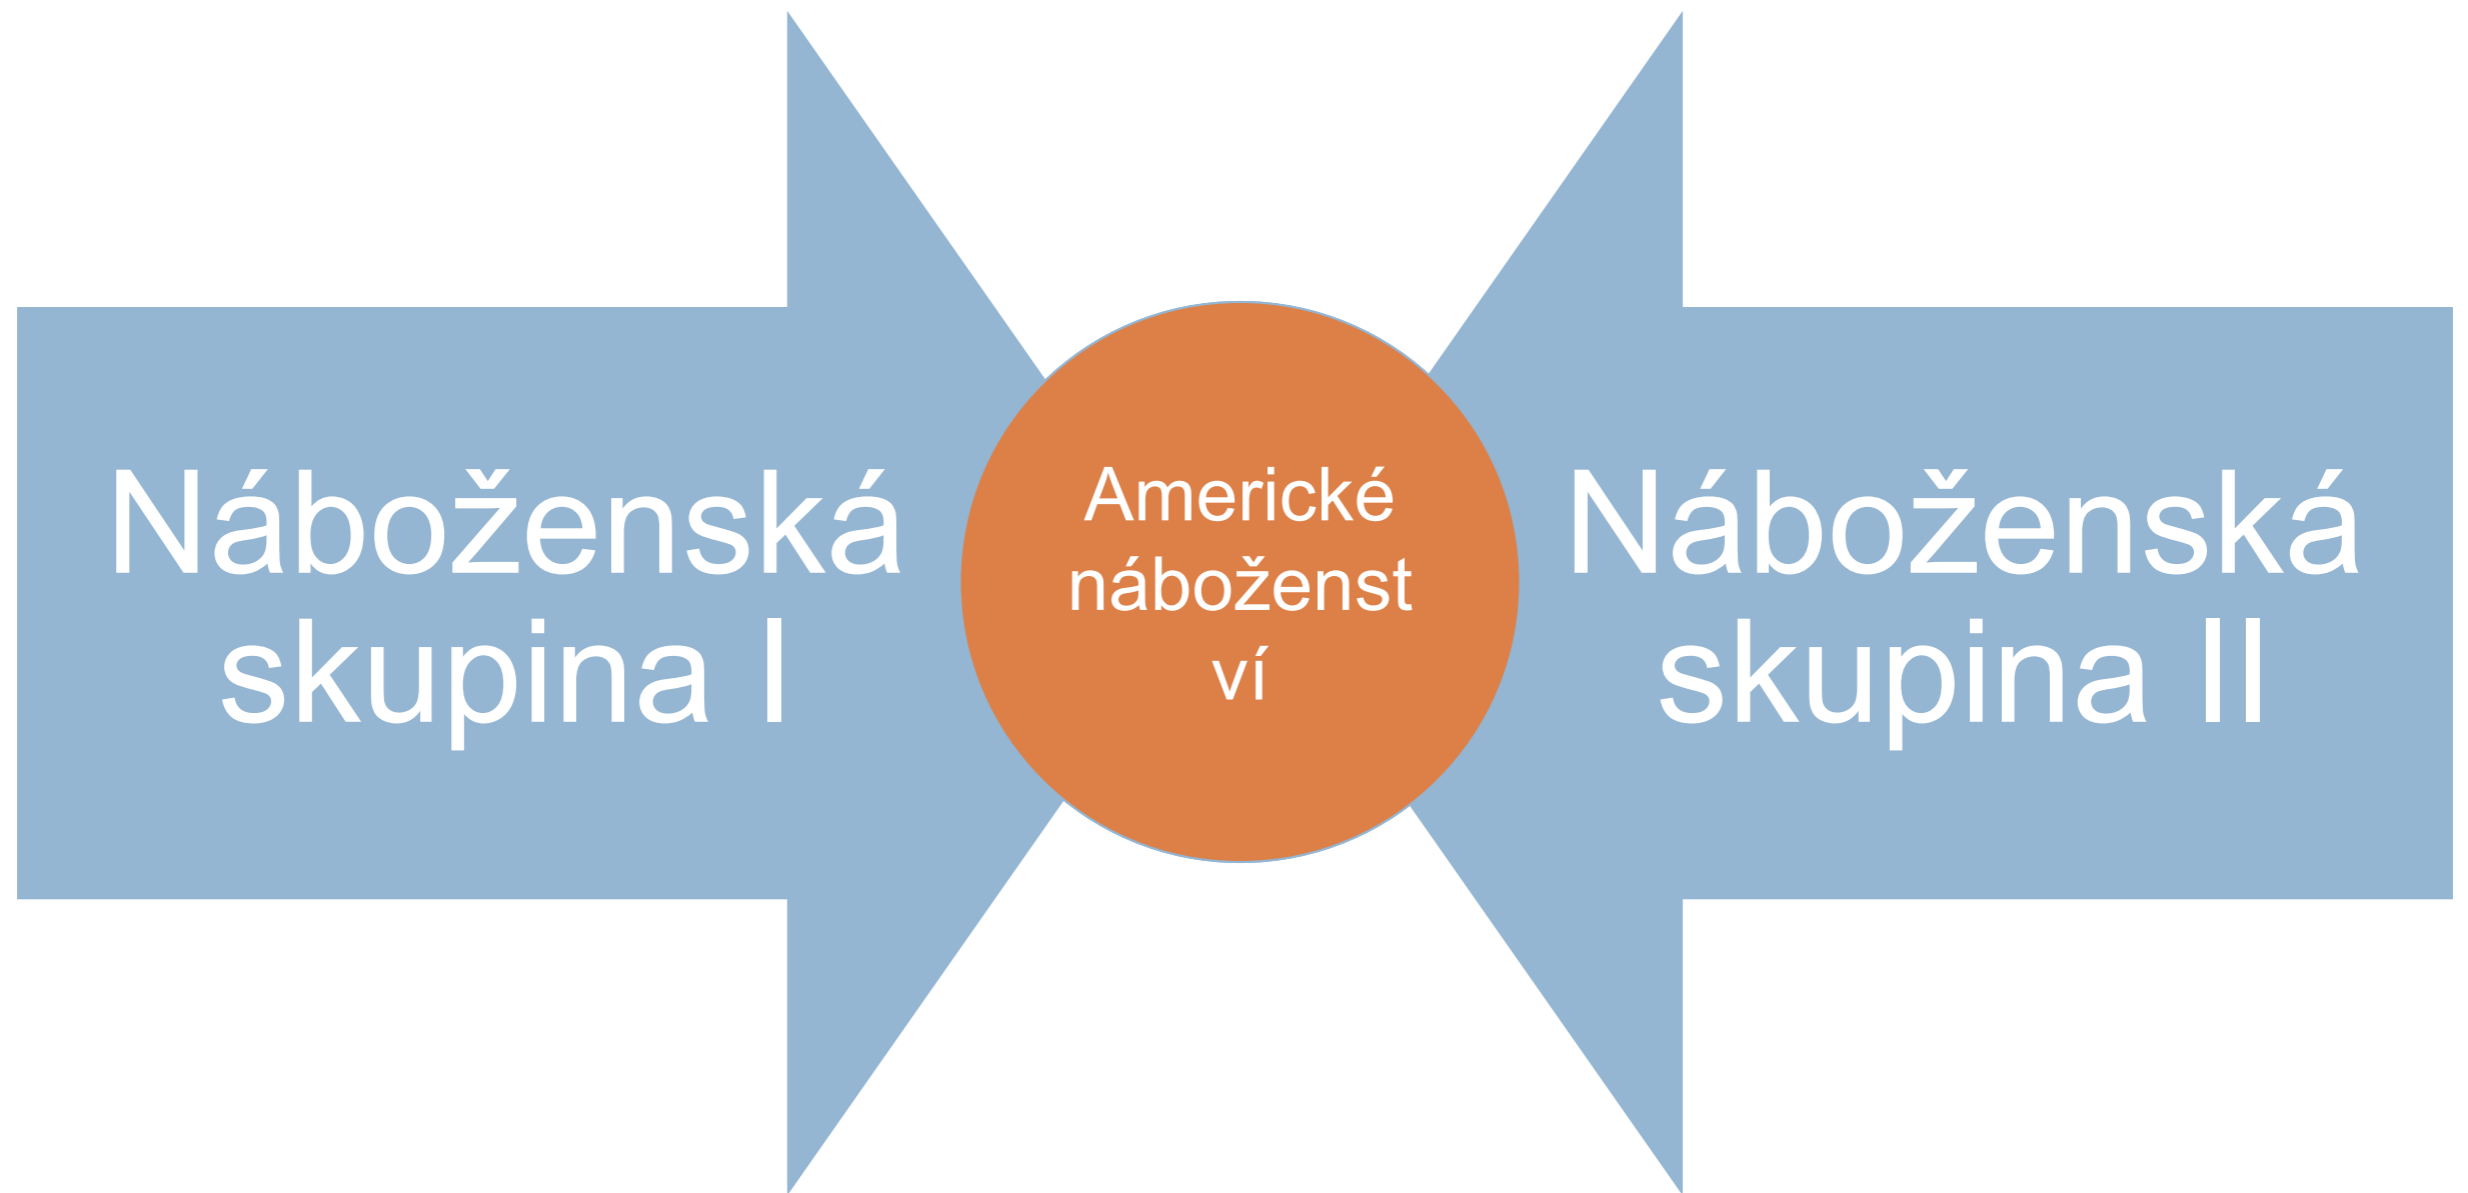 Náboženská
skupina I
Americké
náboženst
ví
Náboženská
skupina II